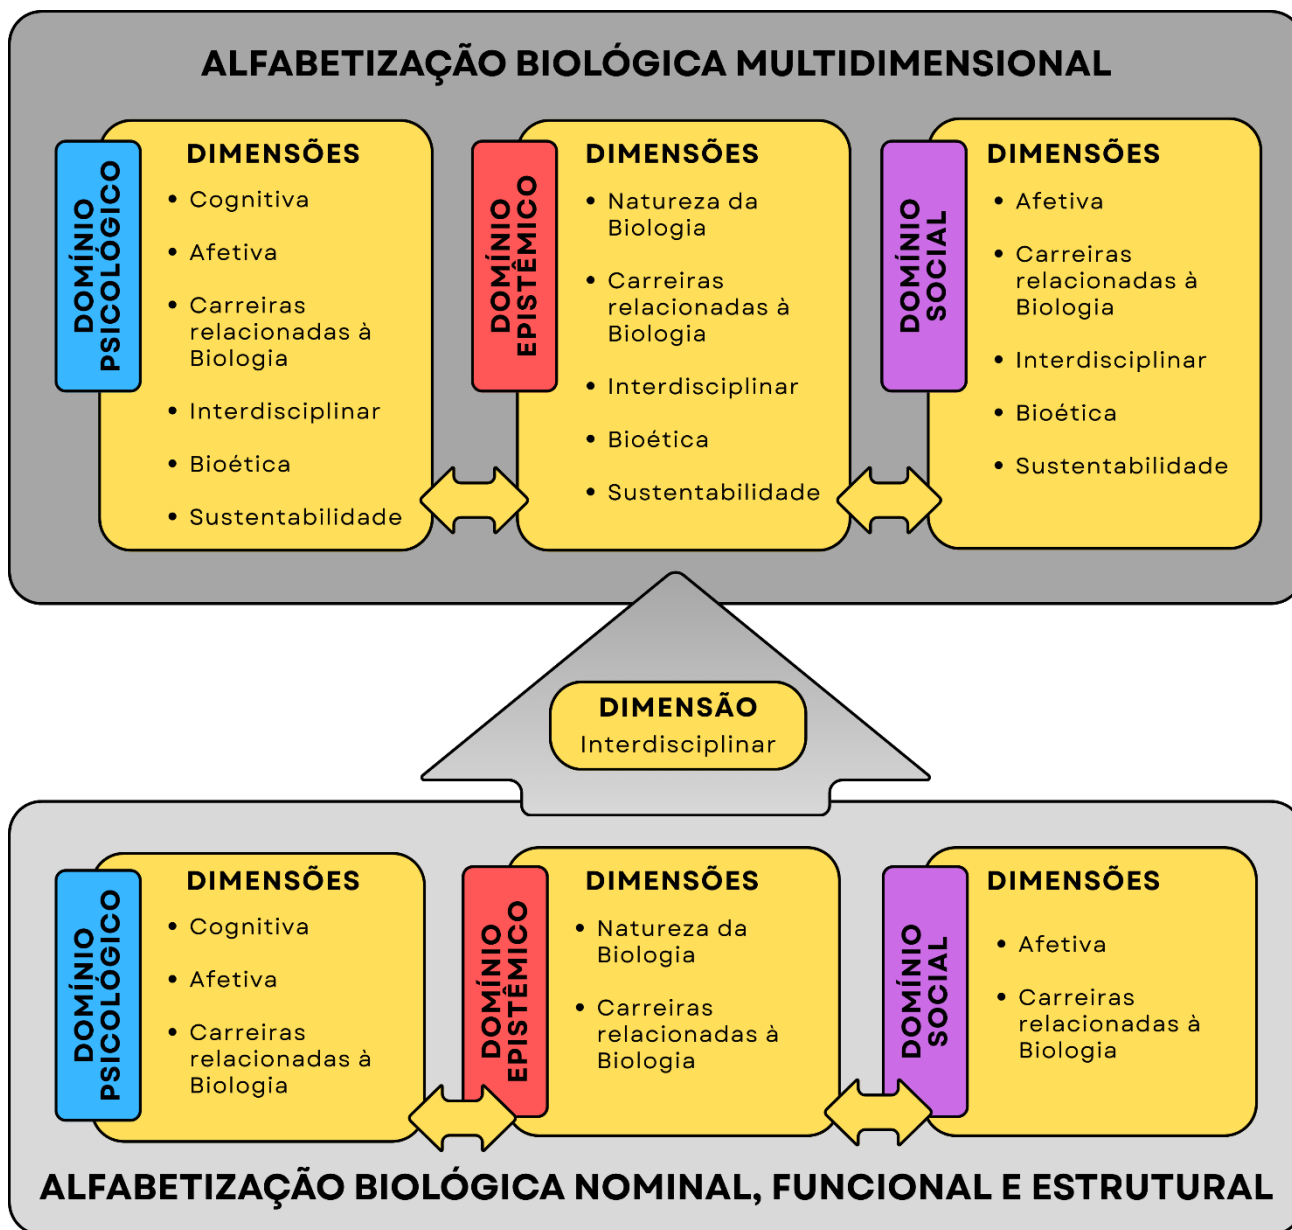 ALFABETIZAÇÃO BIOLÓGICA MULTIDIMENSIONAL
DOMÍNIO
PSICOLÓGICO
DIMENSÕES
• Cognitiva
• Afetiva
• Carreiras
relacionadas à
Biologia
• Interdisciplinar
• Bioética
• Sustentabilidade
DOMÍNIO
EPISTÊMICO
DIMENSÕES
• Natureza da
Biologia
• Carreiras
relacionadas à
Biologia
• Interdisciplinar
• Bioética
• Sustentabilidade
DOMÍNIO
SOCIAL
DIMENSÕES
• Afetiva
• Carreiras
relacionadas à
Biologia
• Interdisciplinar
• Bioética
• Sustentabilidade
DIMENSÃO
Interdisciplinar
DOMÍNIO
PSICOLÓGICO
DIMENSÕES
• Cognitiva
• Afetiva
• Carreiras
relacionadas à
Biologia
DOMÍNIO
EPISTÊMICO
DIMENSÕES
• Natureza da
Biologia
• Carreiras
relacionadas à
Biologia
DOMÍNIO
SOCIAL
DIMENSÕES
• Afetiva
• Carreiras
relacionadas à
Biologia
ALFABETIZAÇÃO BIOLÓGICA NOMINAL, FUNCIONAL E ESTRUTURAL